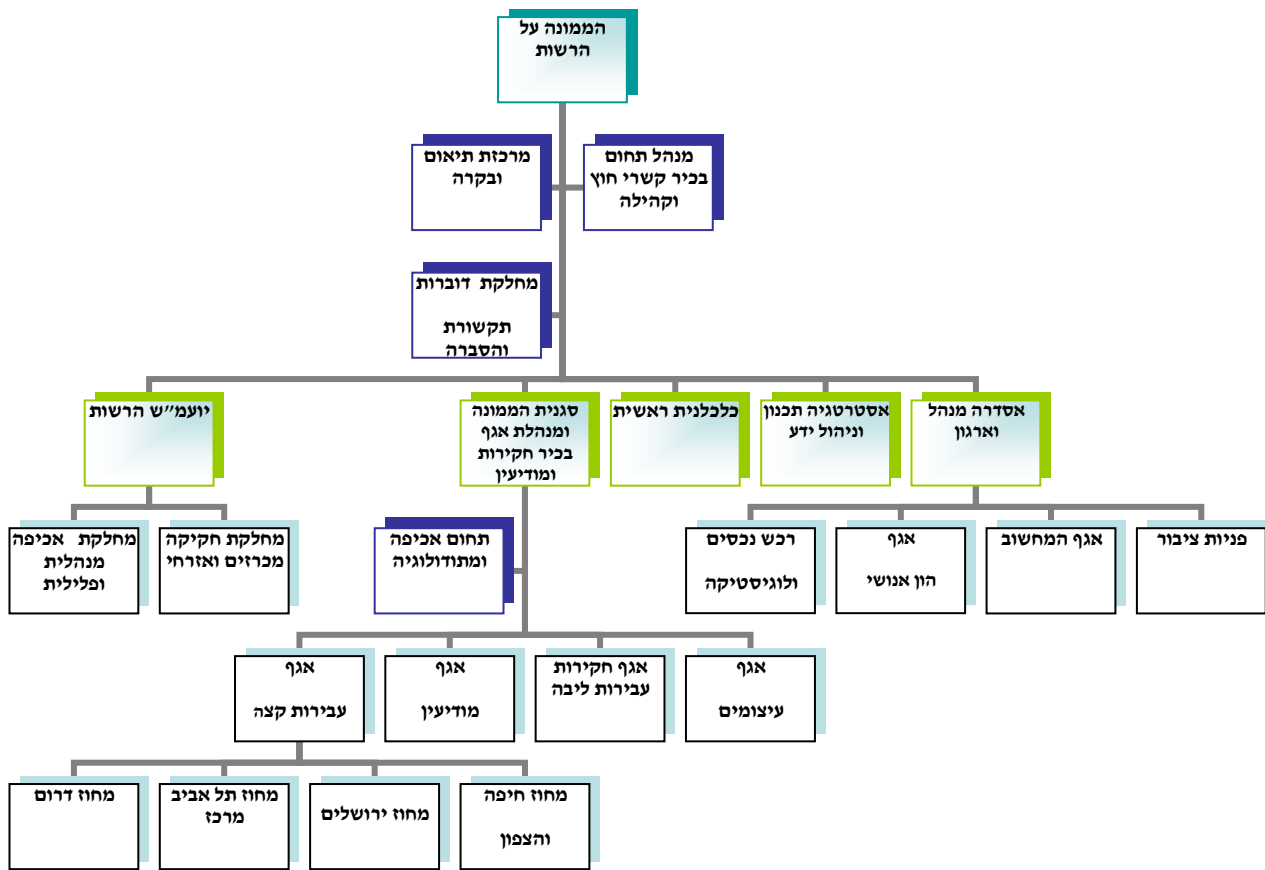 הממונה על
הרשות
מנהל תחום
בכיר קשרי חוץ
וקהילה
מרכזת תיאום
ובקרה
מחלקת דוברות
תקשורת
והסברה
אסדרה מנהל
וארגון
אסטרטגיה תכנון
וניהול ידע
כלכלנית ראשית
סגנית הממונה
ומנהלת אגף
בכיר חקירות
ומודיעין
יועמ״ש הרשות
פניות ציבור
אגף המחשוב
אגף
הון אנושי
רכש נכסים
ולוגיסטיקה
תחום אכיפה
ומתודולוגיה
מחלקת חקיקה
מכרזים ואזרחי
מחלקת אכיפה
מנהלית
ופלילית
אגף
עיצומים
אגף חקירות
עבירות ליבה
אגף
מודיעין
אגף
עבירות קצה
מחוז חיפה
והצפון
מחוז ירושלים
מחוז תל אביב
מרכז
מחוז דרום